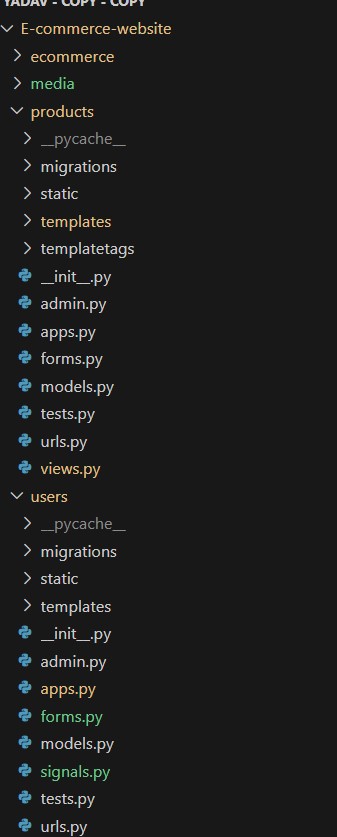 YADAV - COPY - COPY
E-commerce-website
ecommerce
media
products
__pycache__
migrations
static
templates
templatetags
__init__.py
admin.py
apps.py
forms.py
models.py
tests.py
urls.py
views.py
users
__pycache__
migrations
static
templates
__init__.py
admin.py
apps.py
forms.py
models.py
signals.py
tests.py
urls.py